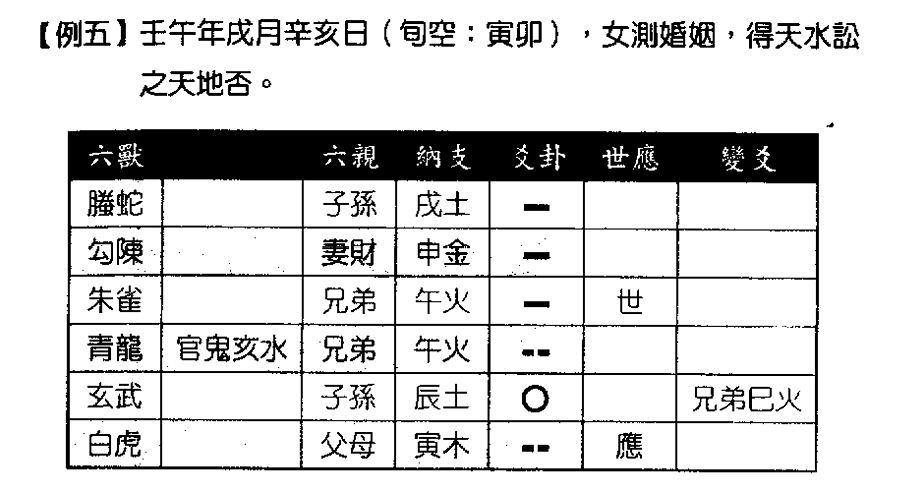 【例五】壬午年戌月辛亥日（旬空：寅卯），女測婚姻，得天水訟
之天地否。
六獸 六親 納支 爻卦 世應 變爻
螣蛇 子孫 戌土 ▬
勾陳 妻財 申金 ▬
朱雀 兄弟 午火 ▬ 世
青龍 官鬼亥水 兄弟 午火 ▬▬
玄武 子孫 辰土 〇 兄弟巳火
白虎 父母 寅木 ▬▬ 應